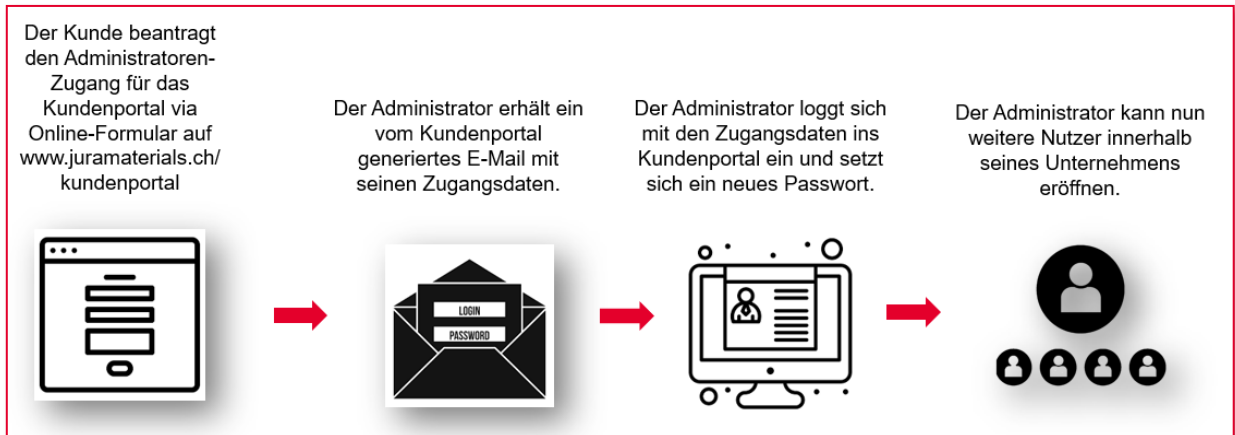 Der Kunde beantragt
den Administratoren-
Zugang für das
Kundenportal via
Online-Formular auf
www.juramaterials.ch/
kundenportal
Der Administrator erhält ein
vom Kundenportal
generiertes E-Mail mit
seinen Zugangsdaten.
Der Administrator loggt sich
mit den Zugangsdaten ins
Kundenportal ein und setzt
sich ein neues Passwort.
Der Administrator kann nun
weitere Nutzer innerhalb
seines Unternehmens
eröffnen.
LOGIN
PASSWORD